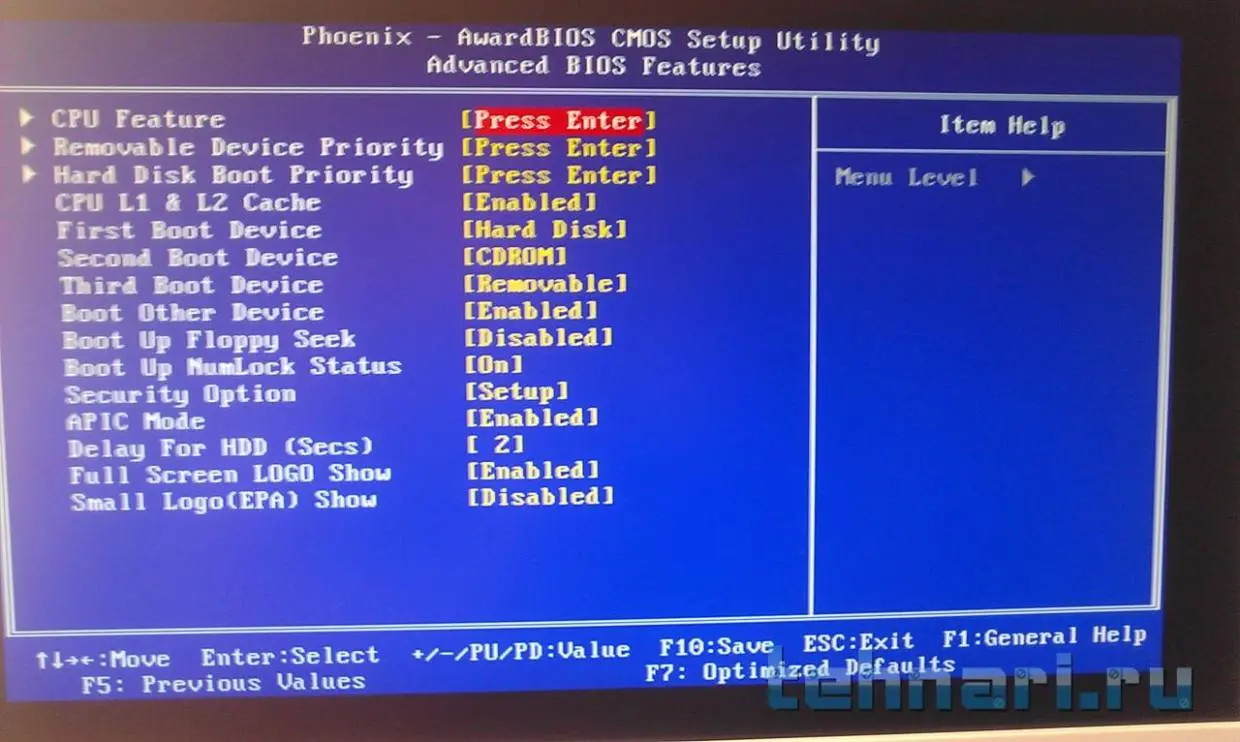 Phoenix - AwardBIOS CMOS Setup Utility
Advanced BIOS Features
CPU Feature [Press Enter]
Removable Device Priority [Press Enter]
Hard Disk Boot Priority [Press Enter]
CPU L1 & L2 Cache [Enabled]
First Boot Device [Hard Disk]
Second Boot Device [CDROM]
Third Boot Device [Removable]
Boot Other Device [Enabled]
Boot Up Floppy Seek [Disabled]
Boot Up NumLock Status [On]
Security Option [Setup]
APIC Mode [Enabled]
Delay For HDD (Secs) [ 2]
Full Screen LOGO Show [Enabled]
Small Logo(EPA) Show [Disabled]
Item Help
Menu Level
↑↓→←:Move Enter:Select +/-/PU/PD:Value F10:Save ESC:Exit F1:General Help
F5: Previous Values F7: Optimized Defaults
tehnari.ru